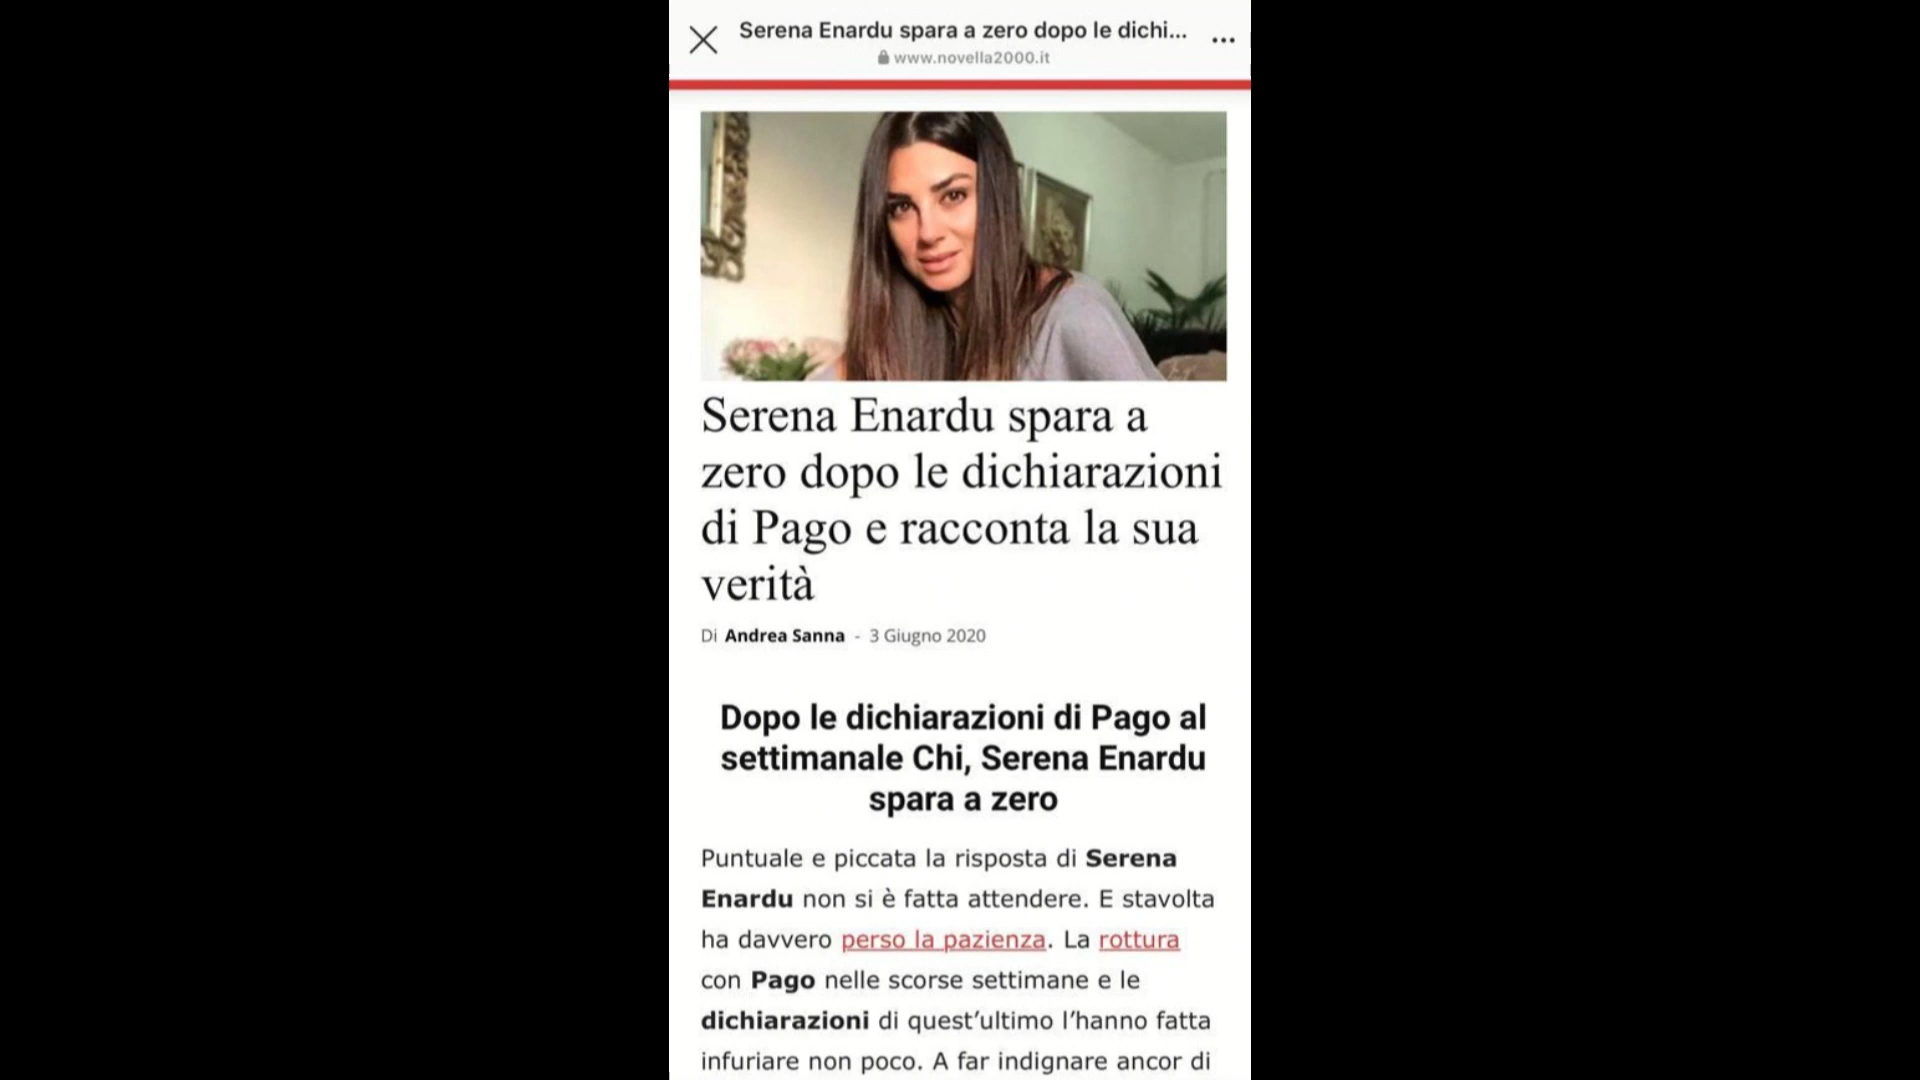 Serena Enardu spara a zero dopo le dichi...
www.novella2000.it
Serena Enardu spara a
zero dopo le dichiarazioni
di Pago e racconta la sua
verità
Di Andrea Sanna - 3 Giugno 2020
Dopo le dichiarazioni di Pago al
settimanale Chi, Serena Enardu
spara a zero
Puntuale e piccata la risposta di Serena
Enardu non si è fatta attendere. E stavolta
ha davvero perso la pazienza. La rottura
con Pago nelle scorse settimane e le
dichiarazioni di quest’ultimo l’hanno fatta
infuriare non poco. A far indignare ancor di